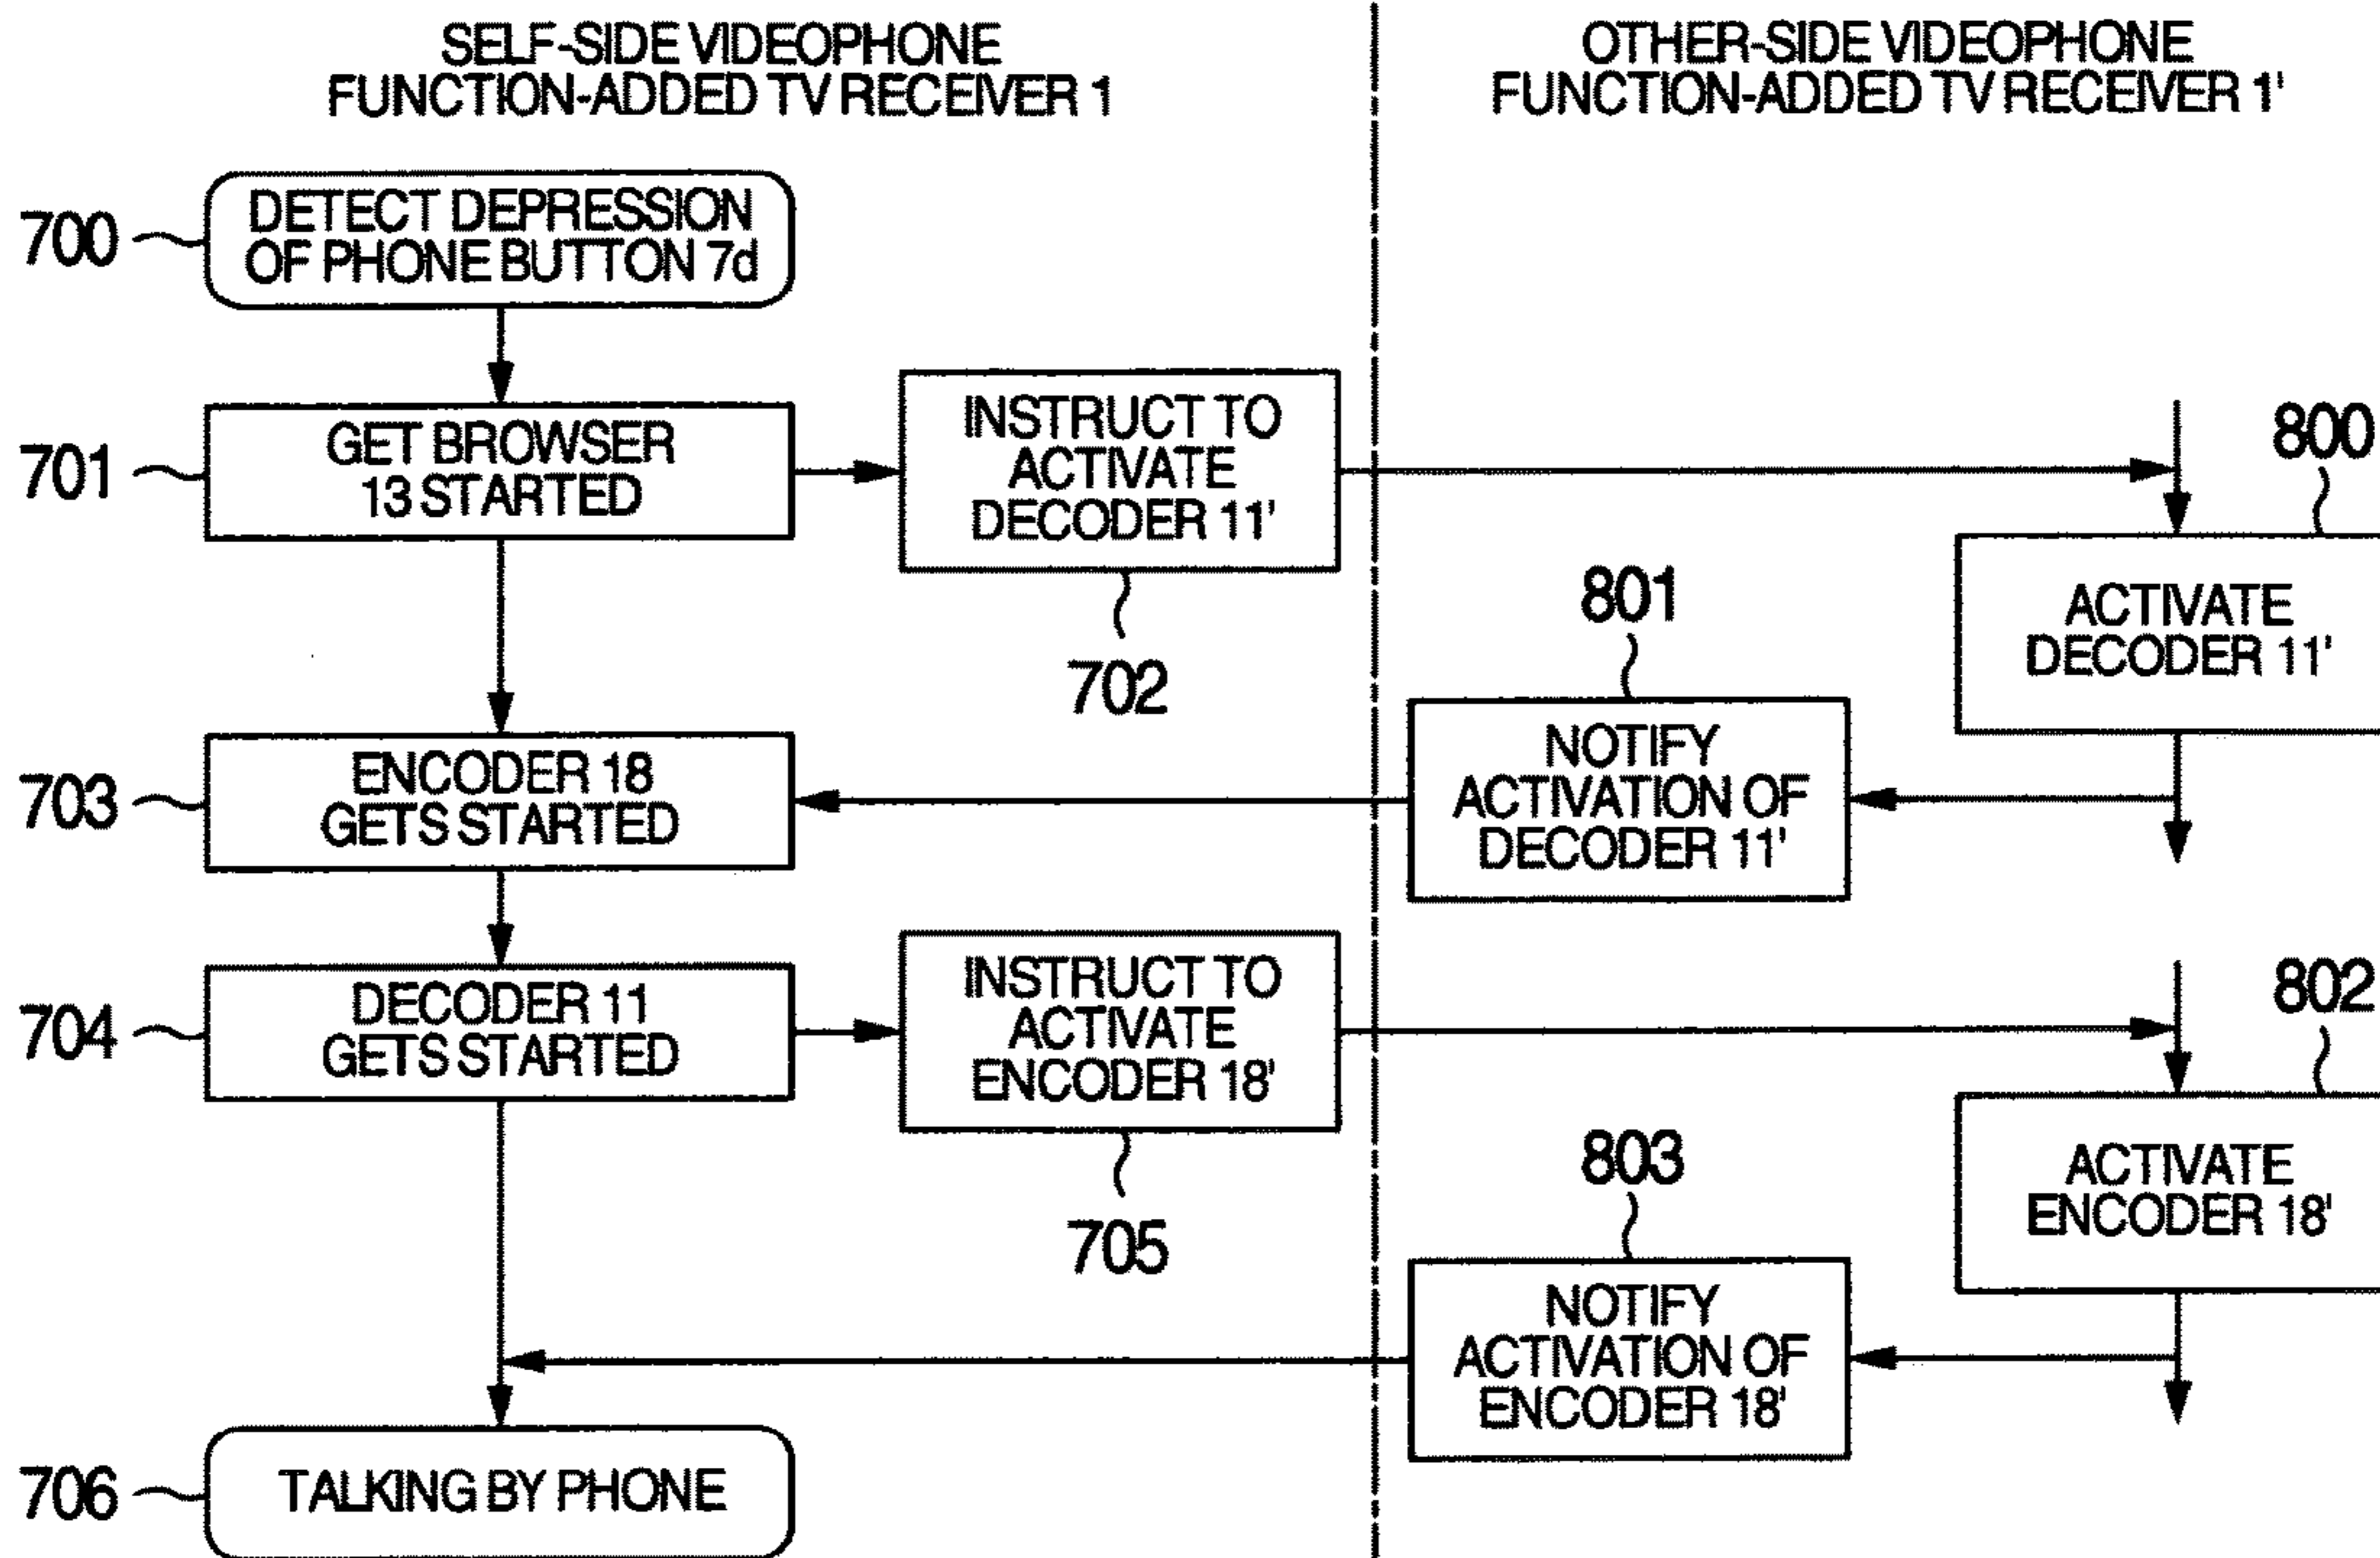 SELF-SIDE VIDEOPHONE
FUNCTION-ADDED TV RECEIVER 1
OTHER-SIDE VIDEOPHONE
FUNCTION-ADDED TV RECEIVER 1'
700
DETECT DEPRESSION
OF PHONE BUTTON 7d
701
GET BROWSER
13 STARTED
INSTRUCT TO
ACTIVATE
DECODER 11'
702
800
ACTIVATE
DECODER 11'
801
NOTIFY
ACTIVATION OF
DECODER 11'
703
ENCODER 18
GETS STARTED
704
DECODER 11
GETS STARTED
INSTRUCT TO
ACTIVATE
ENCODER 18'
705
802
ACTIVATE
ENCODER 18'
803
NOTIFY
ACTIVATION OF
ENCODER 18'
706
TALKING BY PHONE